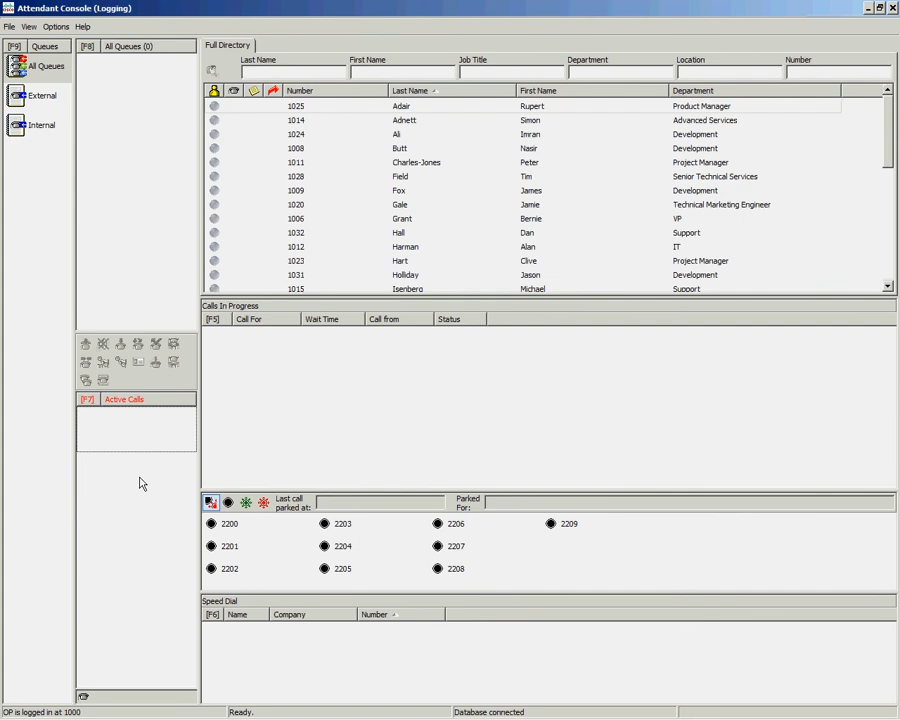 Attendant Console (Logging)
File View Options Help
[F9] Queues
All Queues
External
Internal
[F8] All Queues (0)
[F7] Active Calls
Full Directory
Last Name First Name Job Title Department Location Number
Number Last Name First Name Department
1025 Adair Rupert Product Manager
1014 Adnett Simon Advanced Services
1024 Ali Imran Development
1008 Butt Nasir Development
1011 Charles-Jones Peter Project Manager
1028 Field Tim Senior Technical Services
1009 Fox James Development
1020 Gale Jamie Technical Marketing Engineer
1006 Grant Bernie VP
1032 Hall Dan Support
1012 Harman Alan IT
1023 Hart Clive Project Manager
1031 Holliday Jason Development
1015 Isenberg Michael Support
Calls In Progress
[F5] Call For Wait Time Call from Status
Last call parked at: Parked For:
2200 2203 2206 2209
2201 2204 2207
2202 2205 2208
Speed Dial
[F6] Name Company Number
OP is logged in at 1000 Ready. Database connected